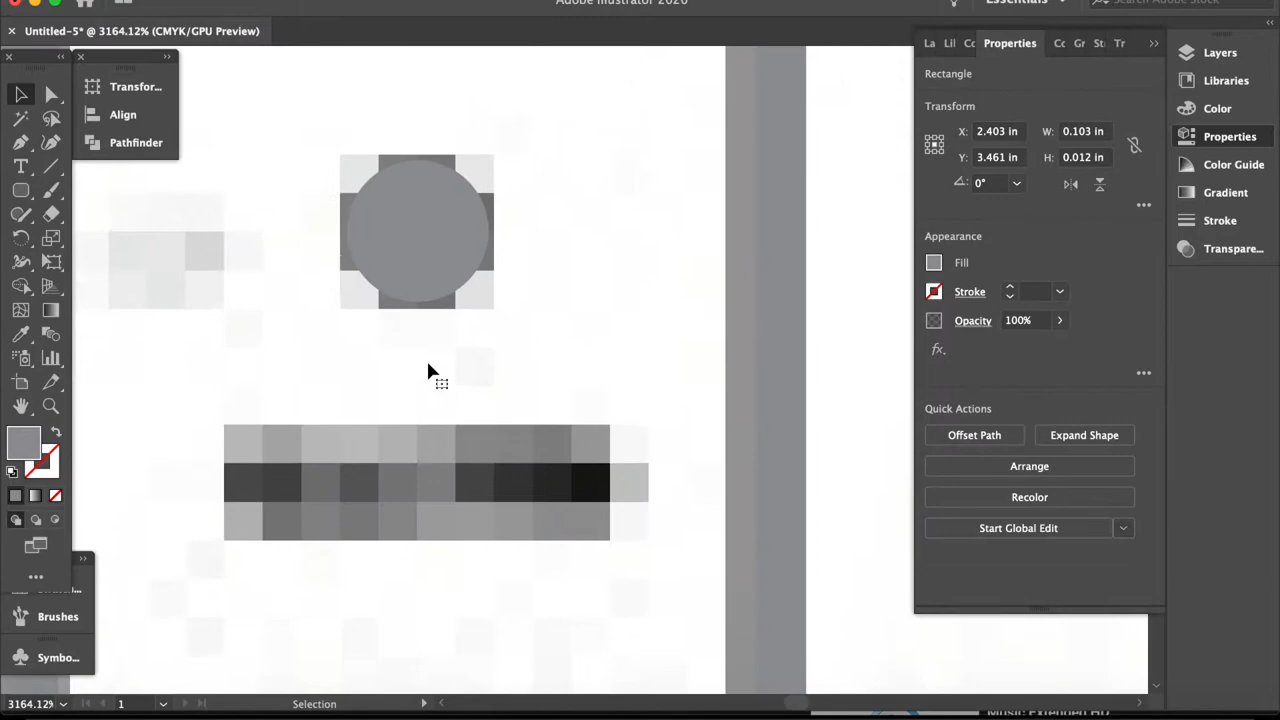 Adobe Illustrator 2020
Essentials
Search Adobe Stock
Untitled-5* @ 3164.12% (CMYK/GPU Preview)
La Lil Cc Properties Cc Gr St Tr
Transfor...
Align
Pathfinder
Rectangle
Transform
X: 2.403 in W: 0.103 in
Y: 3.461 in H: 0.012 in
0°
Appearance
Fill
Stroke
Opacity 100%
fx.
Quick Actions
Offset Path Expand Shape
Arrange
Recolor
Start Global Edit
Layers
Libraries
Color
Properties
Color Guide
Gradient
Stroke
Transpare...
Brushes
Symbo...
3164.12% 1 Selection
Music: Extended HD